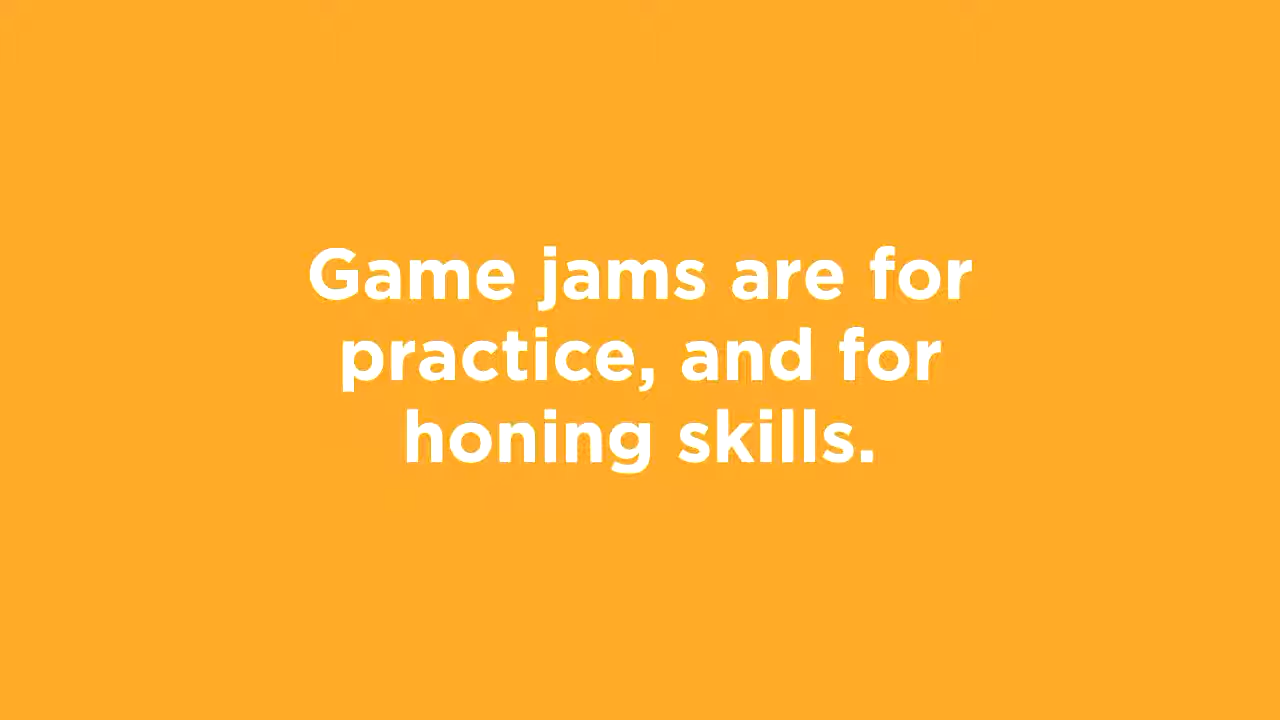 Game jams are for
practice, and for
honing skills.